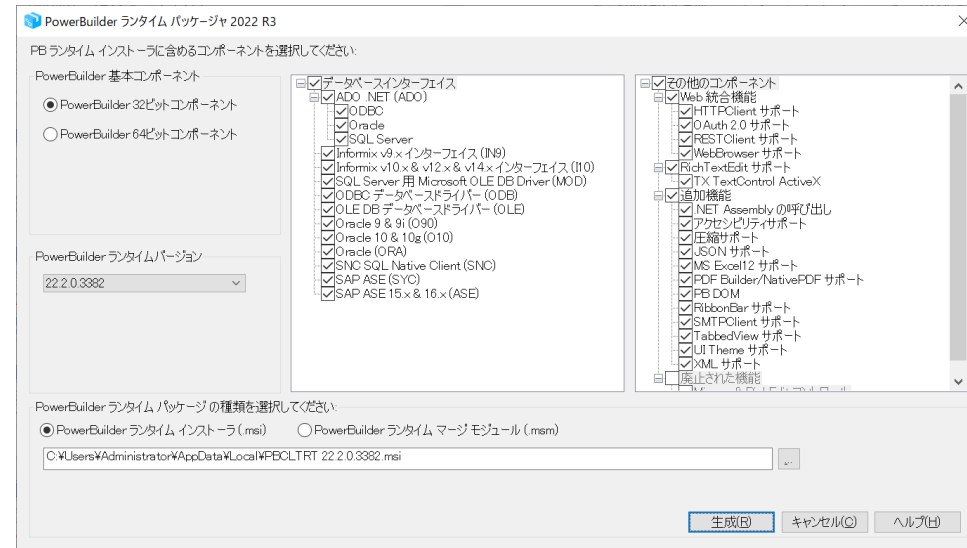 PowerBuilder ランタイム パッケージャ 2022 R3
PB ランタイム インストーラに含めるコンポーネントを選択してください:
PowerBuilder 基本コンポーネント
PowerBuilder 32ビットコンポーネント
PowerBuilder 64ビットコンポーネント
PowerBuilder ランタイムバージョン
22.2.0.3382
データベースインターフェイス
ADO .NET (ADO)
ODBC
Oracle
SQL Server
Informix v9.x インターフェイス (IN9)
Informix v10.x & v12.x & v14.x インターフェイス (I10)
SQL Server 用 Microsoft OLE DB Driver (MOD)
ODBC データベースドライバー (ODB)
OLE DB データベースドライバー (OLE)
Oracle 9 & 9i (O90)
Oracle 10 & 10g (O10)
Oracle (ORA)
SNC SQL Native Client (SNC)
SAP ASE (SYC)
SAP ASE 15.x & 16.x (ASE)
その他のコンポーネント
Web 統合機能
HTTPClient サポート
OAuth 2.0 サポート
RESTClient サポート
WebBrowser サポート
RichTextEdit サポート
TX TextControl ActiveX
追加機能
.NET Assembly の呼び出し
アクセシビリティサポート
圧縮サポート
JSON サポート
MS Excel12 サポート
PDF Builder/NativePDF サポート
PB DOM
RibbonBar サポート
SMTPClient サポート
TabbedView サポート
UI Theme サポート
XML サポート
廃止された機能
PowerBuilder ランタイム パッケージ の種類を選択してください:
PowerBuilder ランタイム インストーラ (.msi)
PowerBuilder ランタイム マージ モジュール (.msm)
C:¥Users¥Administrator¥AppData¥Local¥PBCLTRT 22.2.0.3382.msi
...
生成(R)
キャンセル(C)
ヘルプ(H)